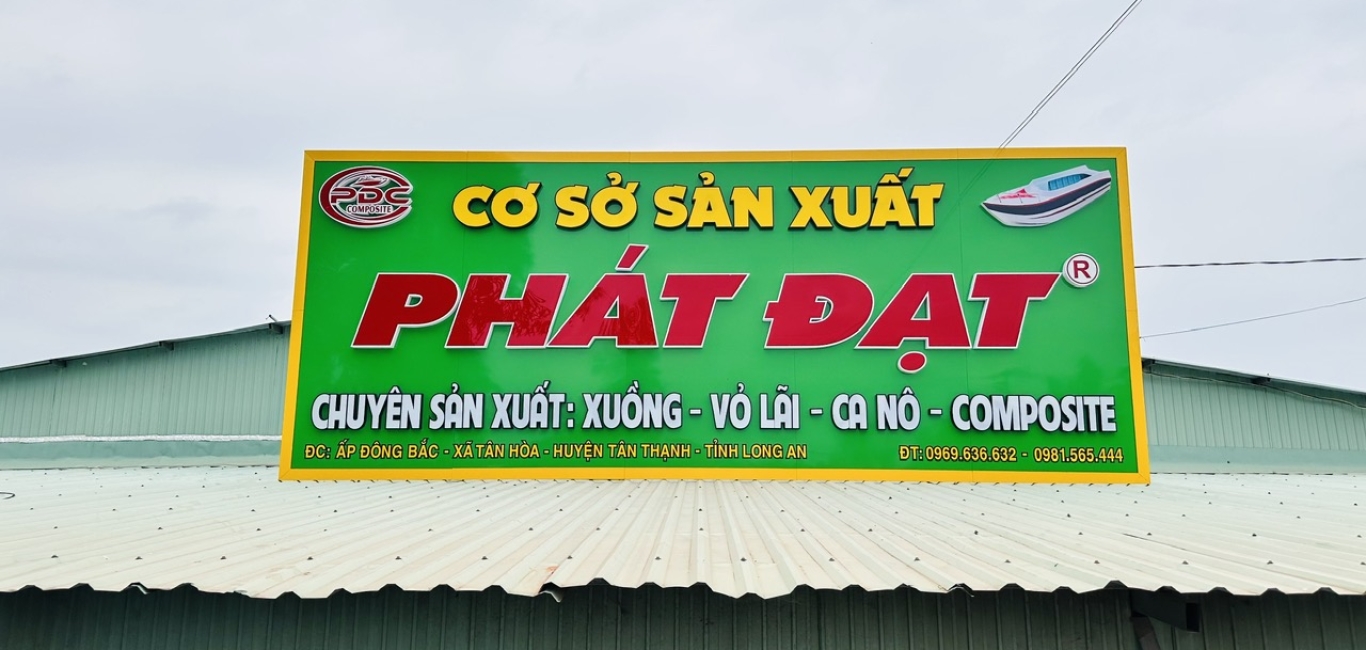 PDC
COMPOSITE
CƠ SỞ SẢN XUẤT
PHÁT ĐẠT ®
CHUYÊN SẢN XUẤT: XUỒNG - VỎ LÃI - CA NÔ - COMPOSITE
ĐC: ẤP ĐÔNG BẮC - XÃ TÂN HÒA - HUYỆN TÂN THẠNH - TỈNH LONG AN
ĐT: 0969.636.632 - 0981.565.444